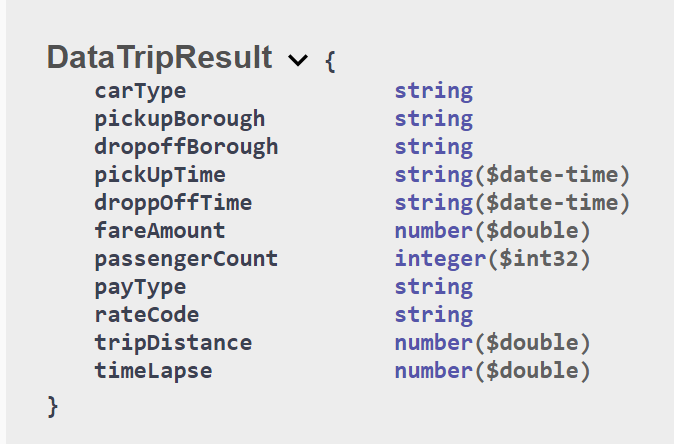 DataTripResult {
carType string
pickupBorough string
dropoffBorough string
pickUpTime string($date-time)
droppOffTime string($date-time)
fareAmount number($double)
passengerCount integer($int32)
payType string
rateCode string
tripDistance number($double)
timeLapse number($double)
}